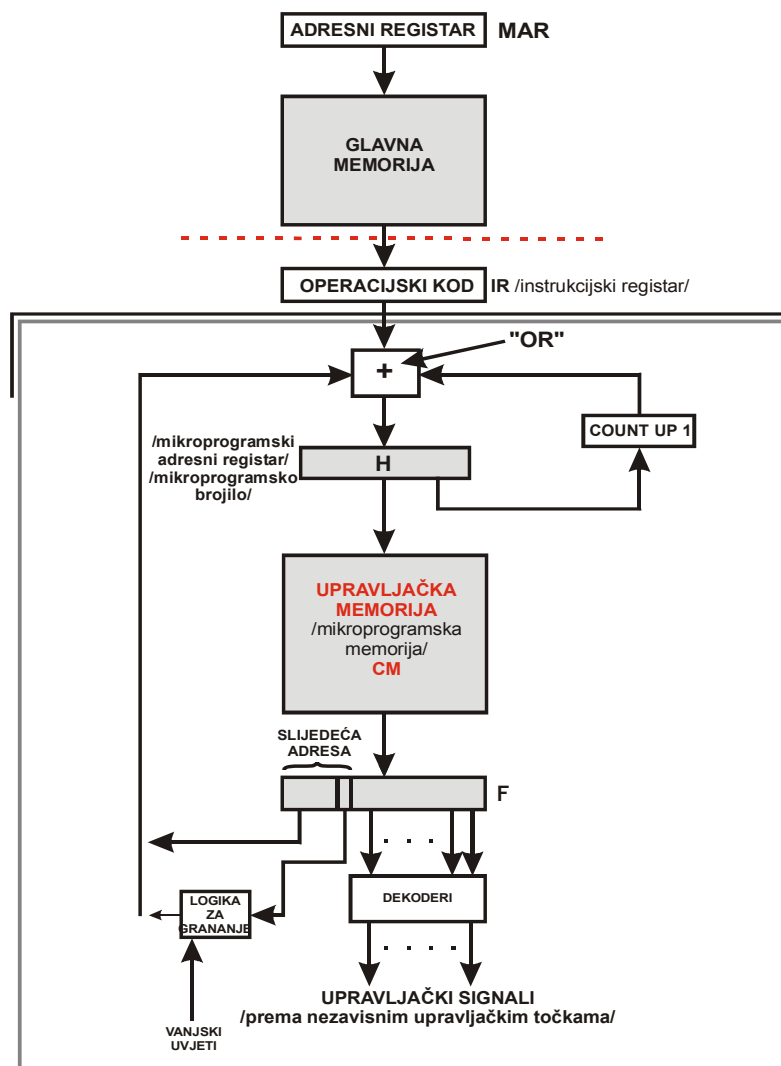 ADRESNI REGISTAR MAR
GLAVNA
MEMORIJA
OPERACIJSKI KOD IR /instrukcijski registar/
"OR"
+
COUNT UP 1
/mikroprogramski
adresni registar/
/mikroprogramsko
brojilo/
H
UPRAVLJAČKA
MEMORIJA
/mikroprogramska
memorija/
CM
SLIJEDEĆA
ADRESA
F
DEKODERI
LOGIKA
ZA
GRANANJE
UPRAVLJAČKI SIGNALI
/prema nezavisnim upravljačkim točkama/
VANJSKI
UVJETI